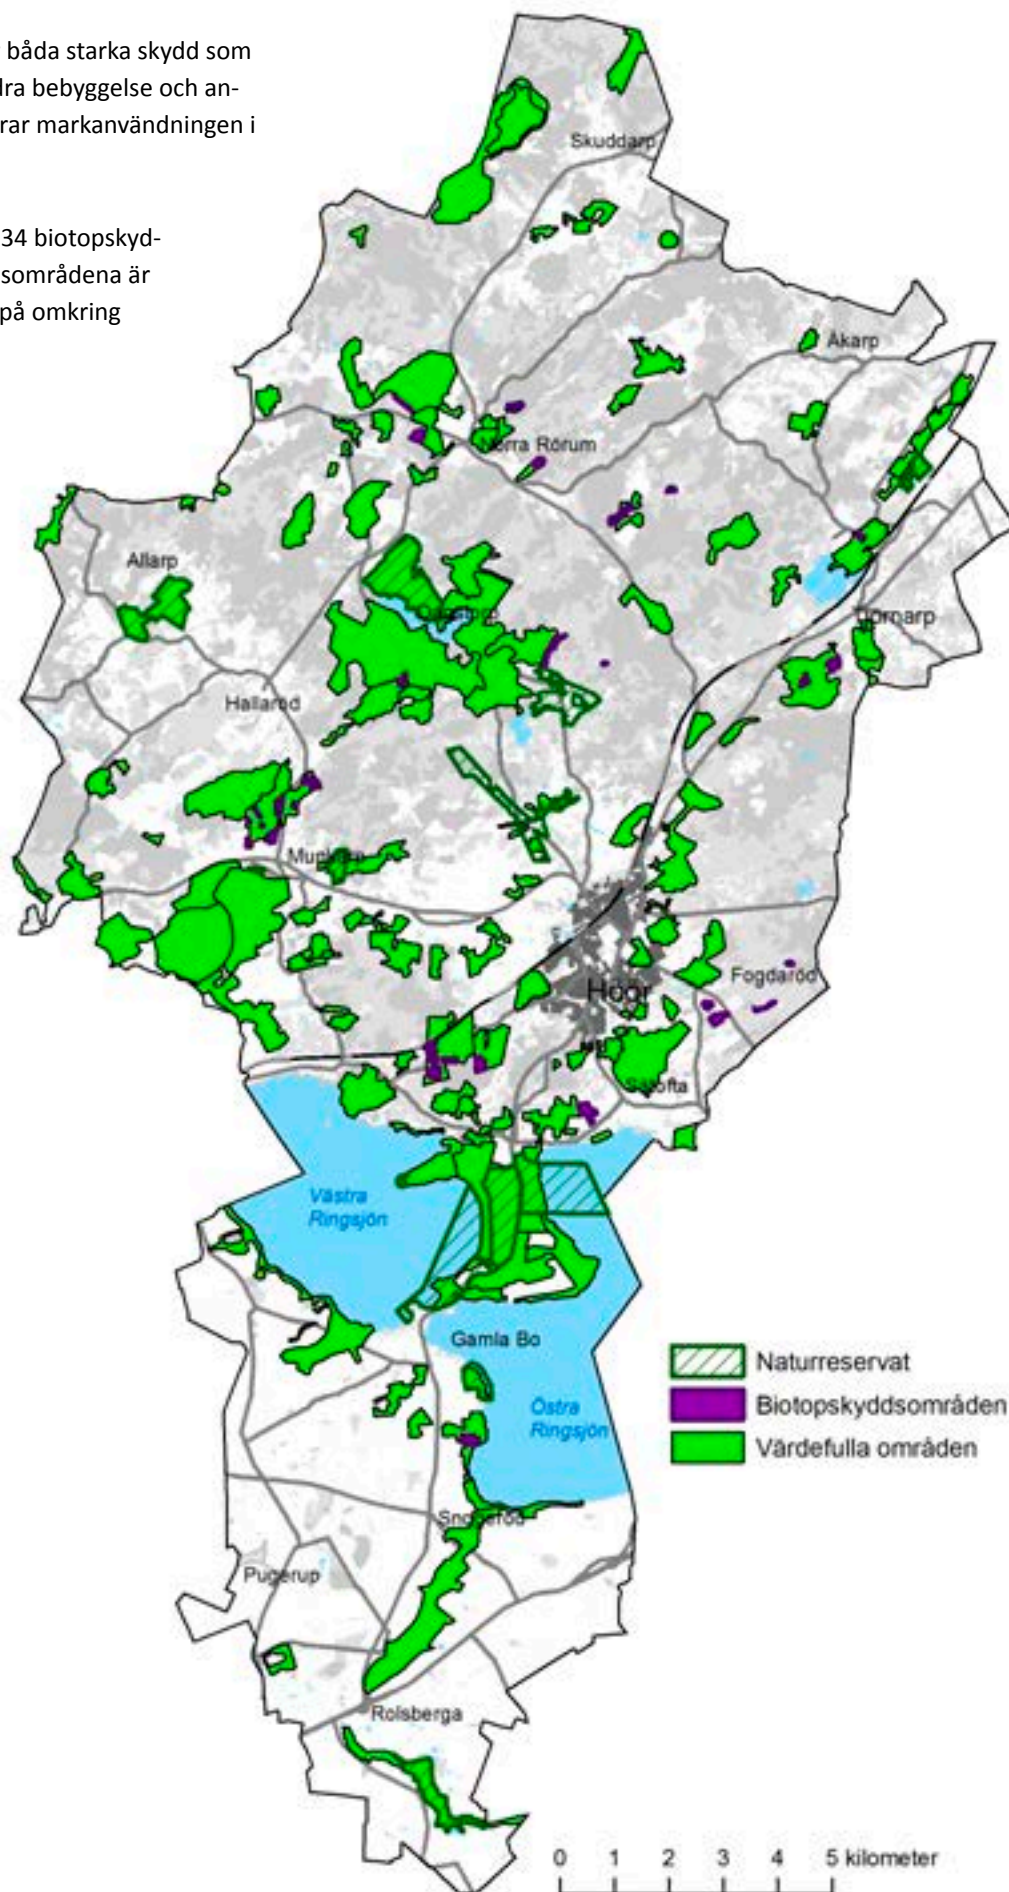 båda starka skydd som
dra bebyggelse och an-
rar markanvändningen i
34 biotopskyd-
sområdena är
på omkring
Skuddarp
Åkarp
Norra Rörum
Allarp
Tjörnarp
Hallaröd
Fogdaröd
Höör
Sätofta
Västra
Ringsjön
Gamla Bo
Östra
Ringsjön
Naturreservat
Biotopskyddsområden
Värdefulla områden
Pugerup
Rolsberga
0 1 2 3 4 5 kilometer